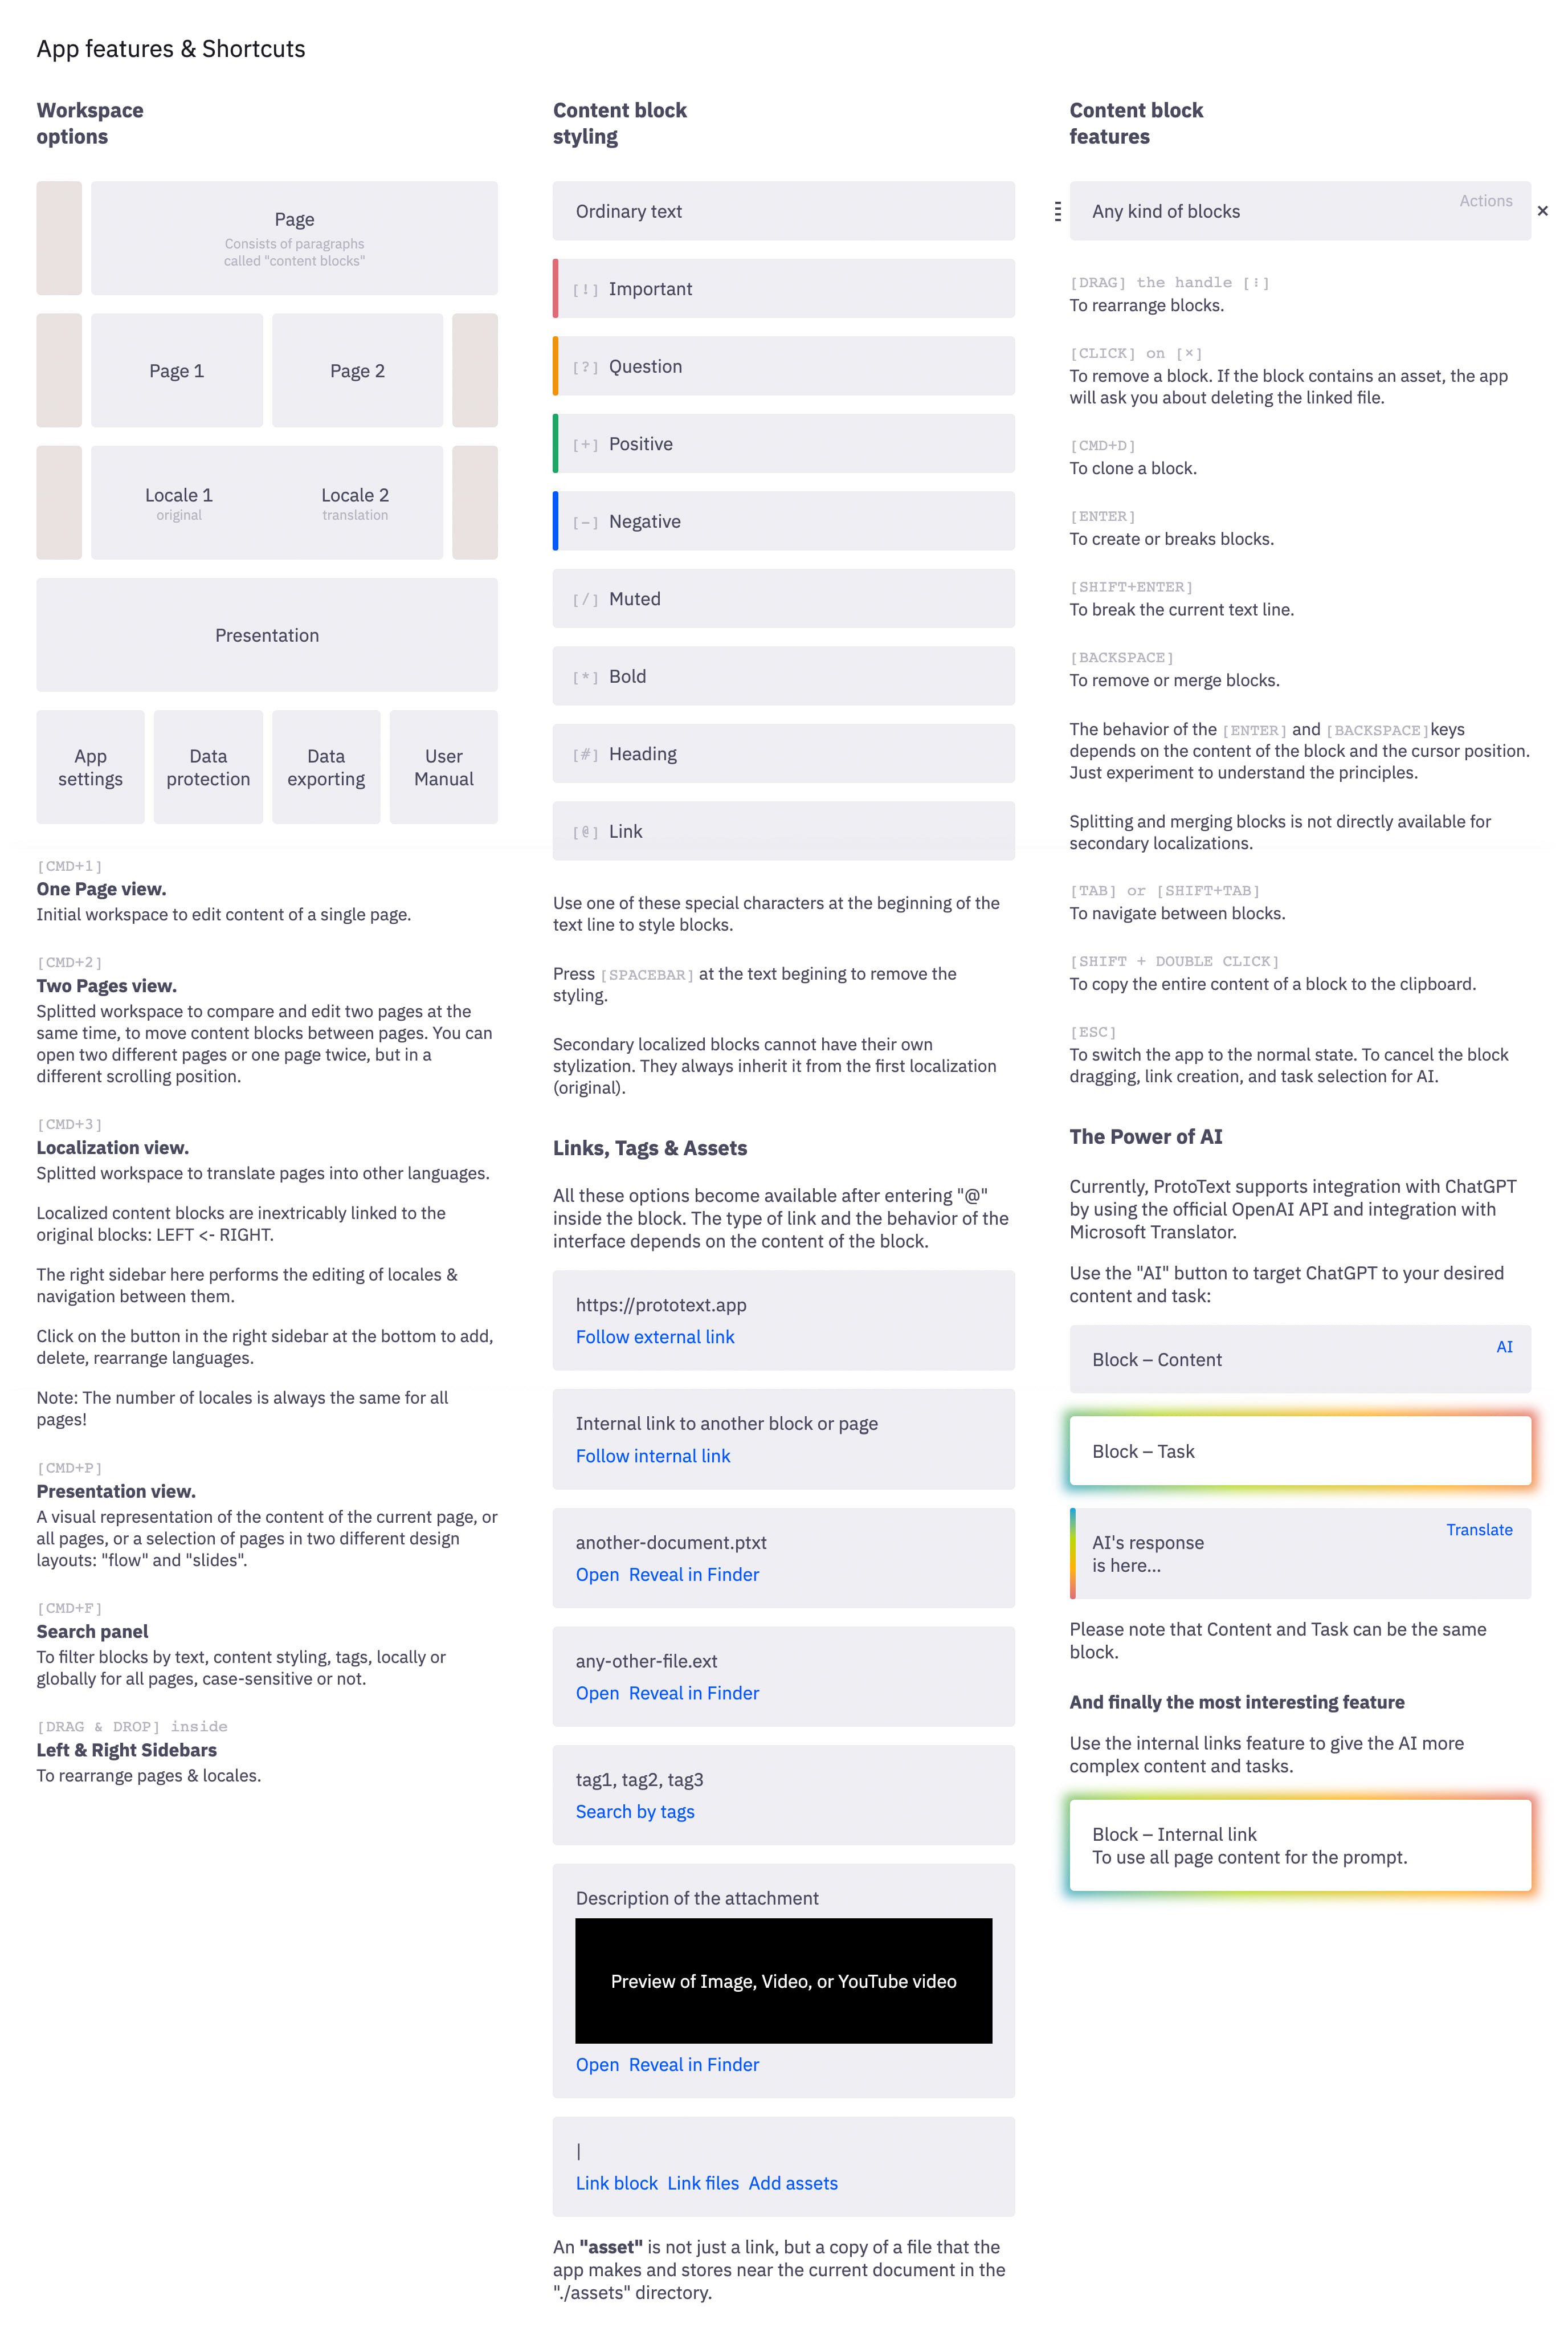 App features & Shortcuts
Workspace
options
Page
Consists of paragraphs
called "content blocks"
Page 1
Page 2
Locale 1
original
Locale 2
translation
Presentation
App
settings
Data
protection
Data
exporting
User
Manual
[CMD+1]
One Page view.
Initial workspace to edit content of a single page.
[CMD+2]
Two Pages view.
Splitted workspace to compare and edit two pages at the
same time, to move content blocks between pages. You can
open two different pages or one page twice, but in a
different scrolling position.
[CMD+3]
Localization view.
Splitted workspace to translate pages into other languages.
Localized content blocks are inextricably linked to the
original blocks: LEFT <- RIGHT.
The right sidebar here performs the editing of locales &
navigation between them.
Click on the button in the right sidebar at the bottom to add,
delete, rearrange languages.
Note: The number of locales is always the same for all
pages!
[CMD+P]
Presentation view.
A visual representation of the content of the current page, or
all pages, or a selection of pages in two different design
layouts: "flow" and "slides".
[CMD+F]
Search panel
To filter blocks by text, content styling, tags, locally or
globally for all pages, case-sensitive or not.
[DRAG & DROP] inside
Left & Right Sidebars
To rearrange pages & locales.
Content block
styling
Ordinary text
[!] Important
[?] Question
[+] Positive
[-] Negative
[/] Muted
[*] Bold
[#] Heading
[@] Link
Use one of these special characters at the beginning of the
text line to style blocks.
Press [SPACEBAR] at the text begining to remove the
styling.
Secondary localized blocks cannot have their own
stylization. They always inherit it from the first localization
(original).
Links, Tags & Assets
All these options become available after entering "@"
inside the block. The type of link and the behavior of the
interface depends on the content of the block.
https://prototext.app
Follow external link
Internal link to another block or page
Follow internal link
another-document.ptxt
Open Reveal in Finder
any-other-file.ext
Open Reveal in Finder
tag1, tag2, tag3
Search by tags
Description of the attachment
Preview of Image, Video, or YouTube video
Open Reveal in Finder
|
Link block Link files Add assets
An "asset" is not just a link, but a copy of a file that the
app makes and stores near the current document in the
"./assets" directory.
Content block
features
Any kind of blocks
Actions
×
[DRAG] the handle [⋮]
To rearrange blocks.
[CLICK] on [×]
To remove a block. If the block contains an asset, the app
will ask you about deleting the linked file.
[CMD+D]
To clone a block.
[ENTER]
To create or breaks blocks.
[SHIFT+ENTER]
To break the current text line.
[BACKSPACE]
To remove or merge blocks.
The behavior of the [ENTER] and [BACKSPACE]keys
depends on the content of the block and the cursor position.
Just experiment to understand the principles.
Splitting and merging blocks is not directly available for
secondary localizations.
[TAB] or [SHIFT+TAB]
To navigate between blocks.
[SHIFT + DOUBLE CLICK]
To copy the entire content of a block to the clipboard.
[ESC]
To switch the app to the normal state. To cancel the block
dragging, link creation, and task selection for AI.
The Power of AI
Currently, ProtoText supports integration with ChatGPT
by using the official OpenAI API and integration with
Microsoft Translator.
Use the "AI" button to target ChatGPT to your desired
content and task:
Block – Content
AI
Block – Task
AI's response
is here...
Translate
Please note that Content and Task can be the same
block.
And finally the most interesting feature
Use the internal links feature to give the AI more
complex content and tasks.
Block – Internal link
To use all page content for the prompt.